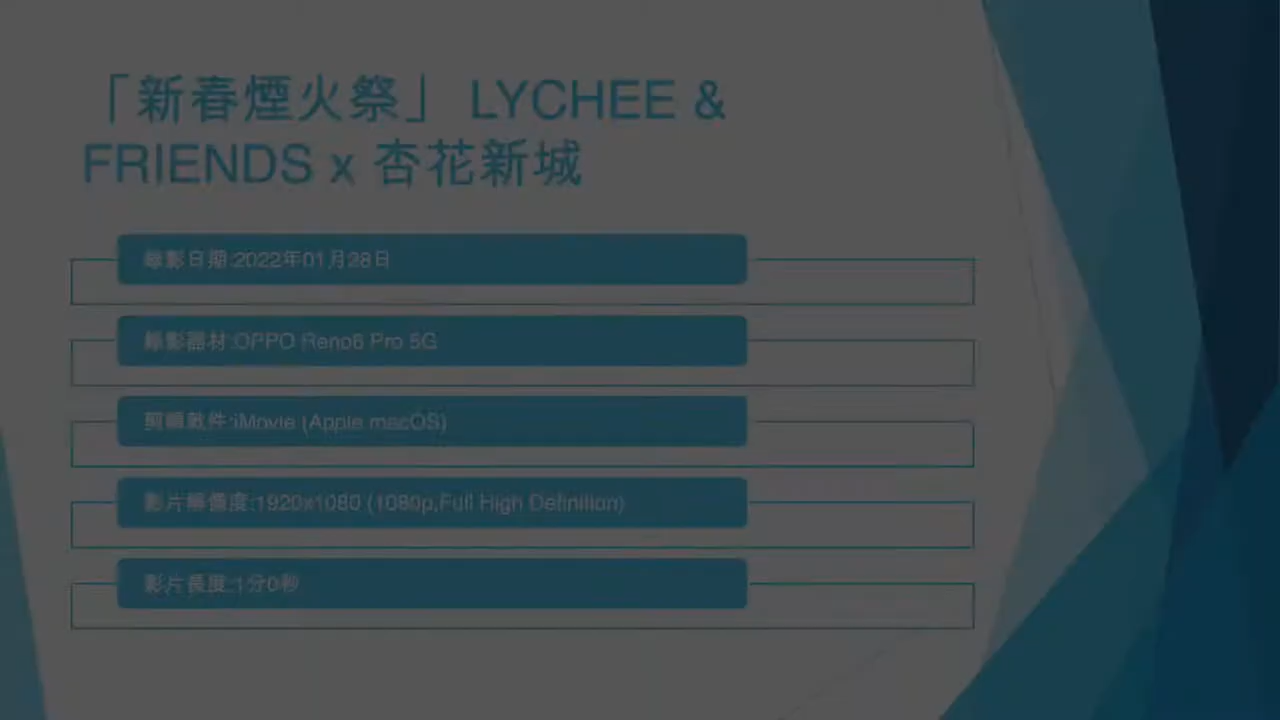 「新春煙火祭」 LYCHEE &
FRIENDS x 杏花新城
錄影日期:2022年01月28日
錄影器材:OPPO Reno6 Pro 5G
剪輯軟件:iMovie (Apple macOS)
影片解像度:1920x1080 (1080p,Full High Definition)
影片長度:1分0秒